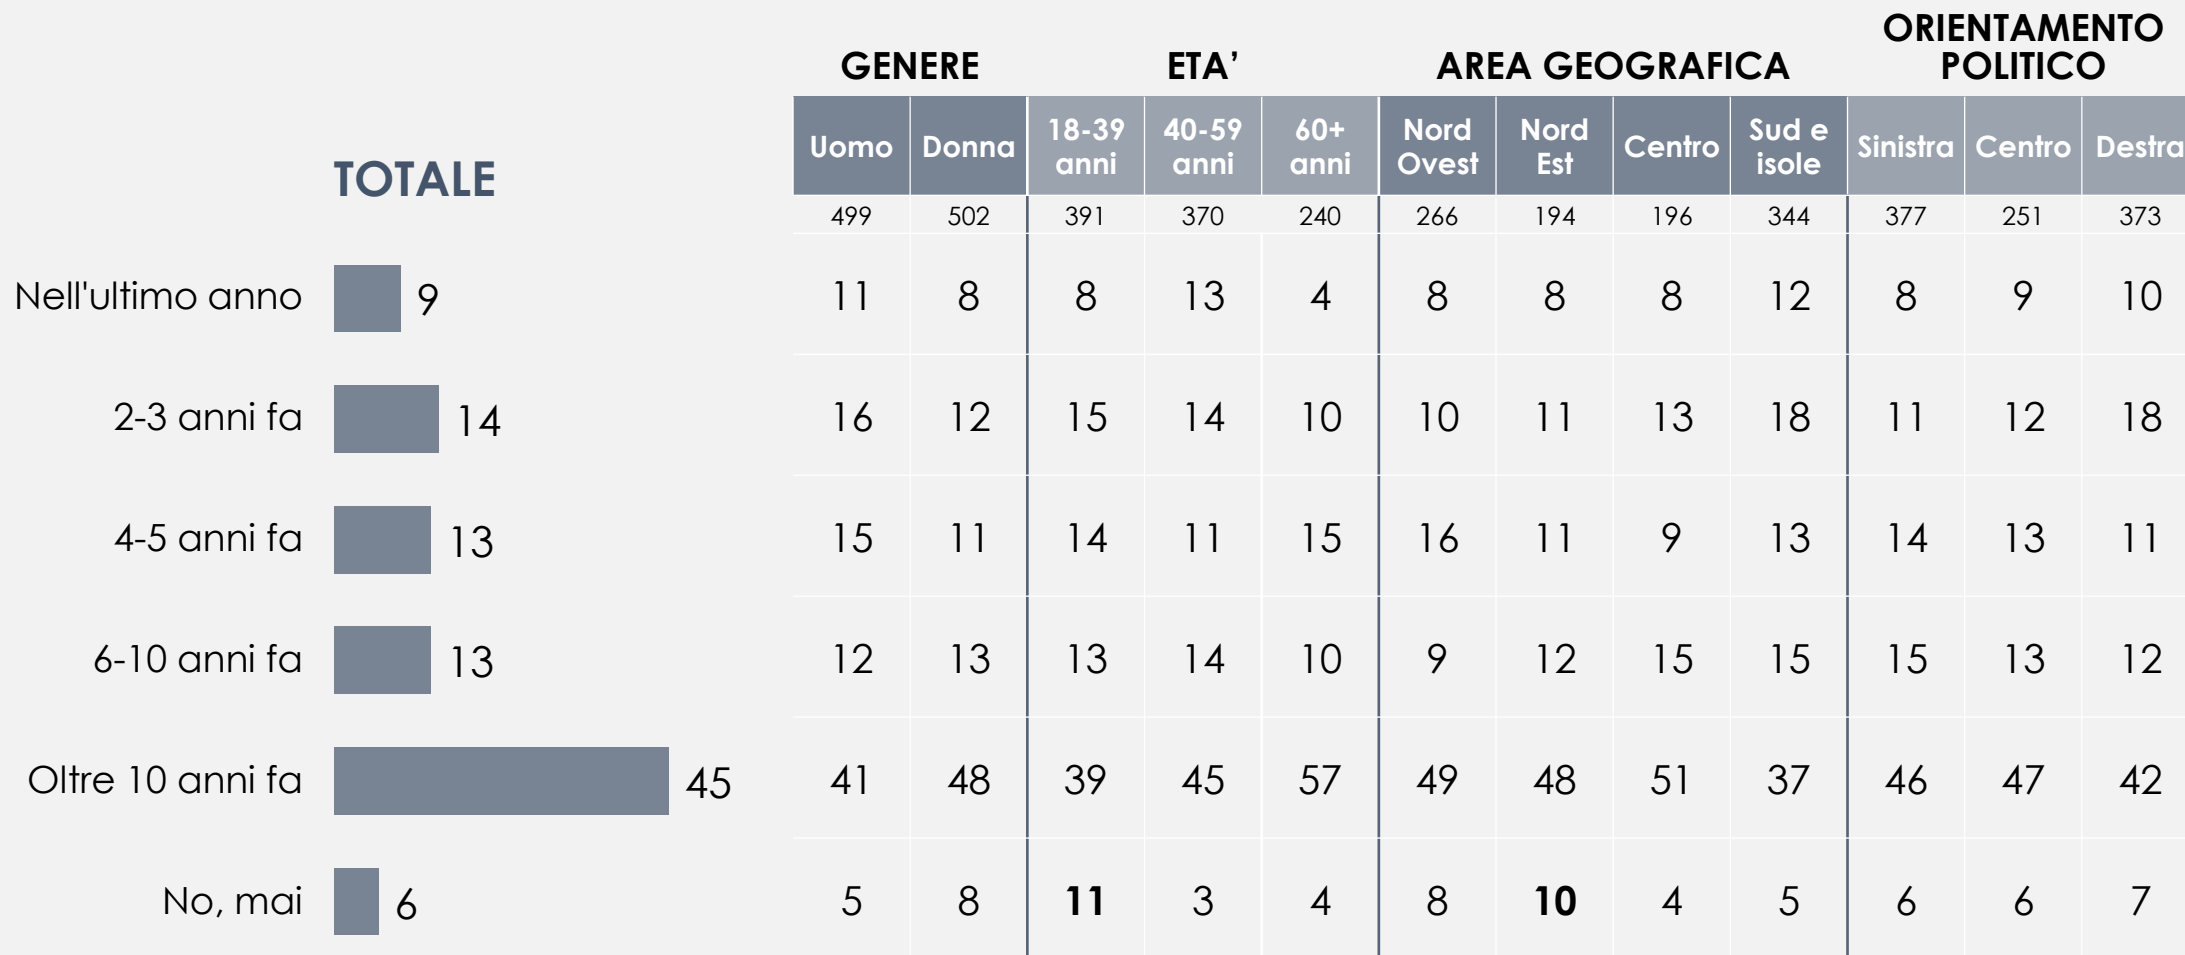 ORIENTAMENTO
GENERE ETA’ AREA GEOGRAFICA POLITICO
Uomo Donna 18-39 anni 40-59 anni 60+ anni Nord Ovest Nord Est Centro Sud e isole Sinistra Centro Destra
TOTALE
499 502 391 370 240 266 194 196 344 377 251 373
Nell'ultimo anno 9 11 8 8 13 4 8 8 8 12 8 9 10
2-3 anni fa 14 16 12 15 14 10 10 11 13 18 11 12 18
4-5 anni fa 13 15 11 14 11 15 16 11 9 13 14 13 11
6-10 anni fa 13 12 13 13 14 10 9 12 15 15 15 13 12
Oltre 10 anni fa 45 41 48 39 45 57 49 48 51 37 46 47 42
No, mai 6 5 8 11 3 4 8 10 4 5 6 6 7